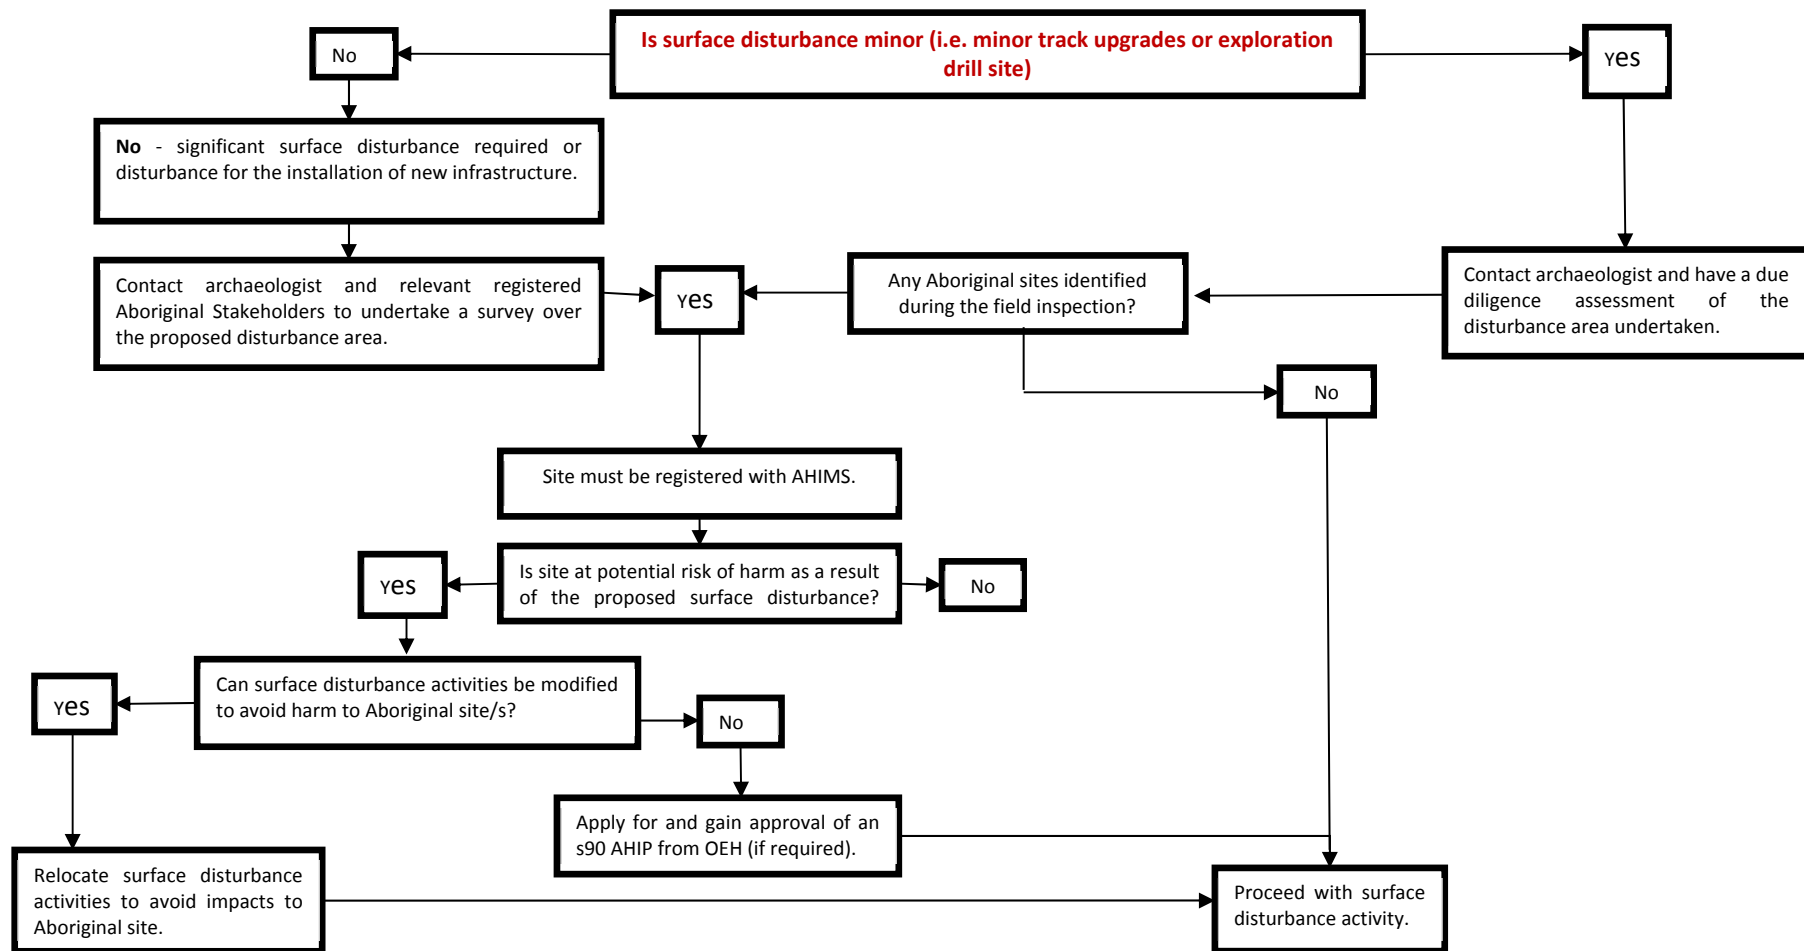 Is surface disturbance minor (i.e. minor track upgrades or exploration
drill site)
No
Yes
No - significant surface disturbance required or
disturbance for the installation of new infrastructure.
Contact archaeologist and relevant registered
Aboriginal Stakeholders to undertake a survey over
the proposed disturbance area.
Yes
Any Aboriginal sites identified
during the field inspection?
Contact archaeologist and have a due
diligence assessment of the
disturbance area undertaken.
No
Site must be registered with AHIMS.
Is site at potential risk of harm as a result
of the proposed surface disturbance?
Yes
No
Can surface disturbance activities be modified
to avoid harm to Aboriginal site/s?
Yes
No
Apply for and gain approval of an
s90 AHIP from OEH (if required).
Relocate surface disturbance
activities to avoid impacts to
Aboriginal site.
Proceed with surface
disturbance activity.